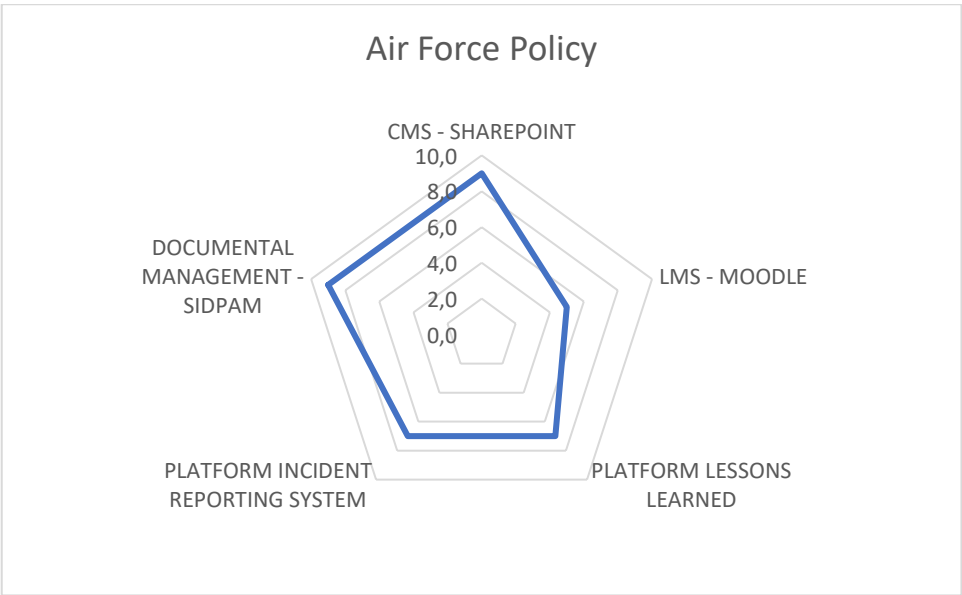 Air Force Policy
CMS - SHAREPOINT
10,0
8,0
6,0
4,0
2,0
0,0
LMS - MOODLE
PLATFORM LESSONS
LEARNED
PLATFORM INCIDENT
REPORTING SYSTEM
DOCUMENTAL
MANAGEMENT -
SIDPAM